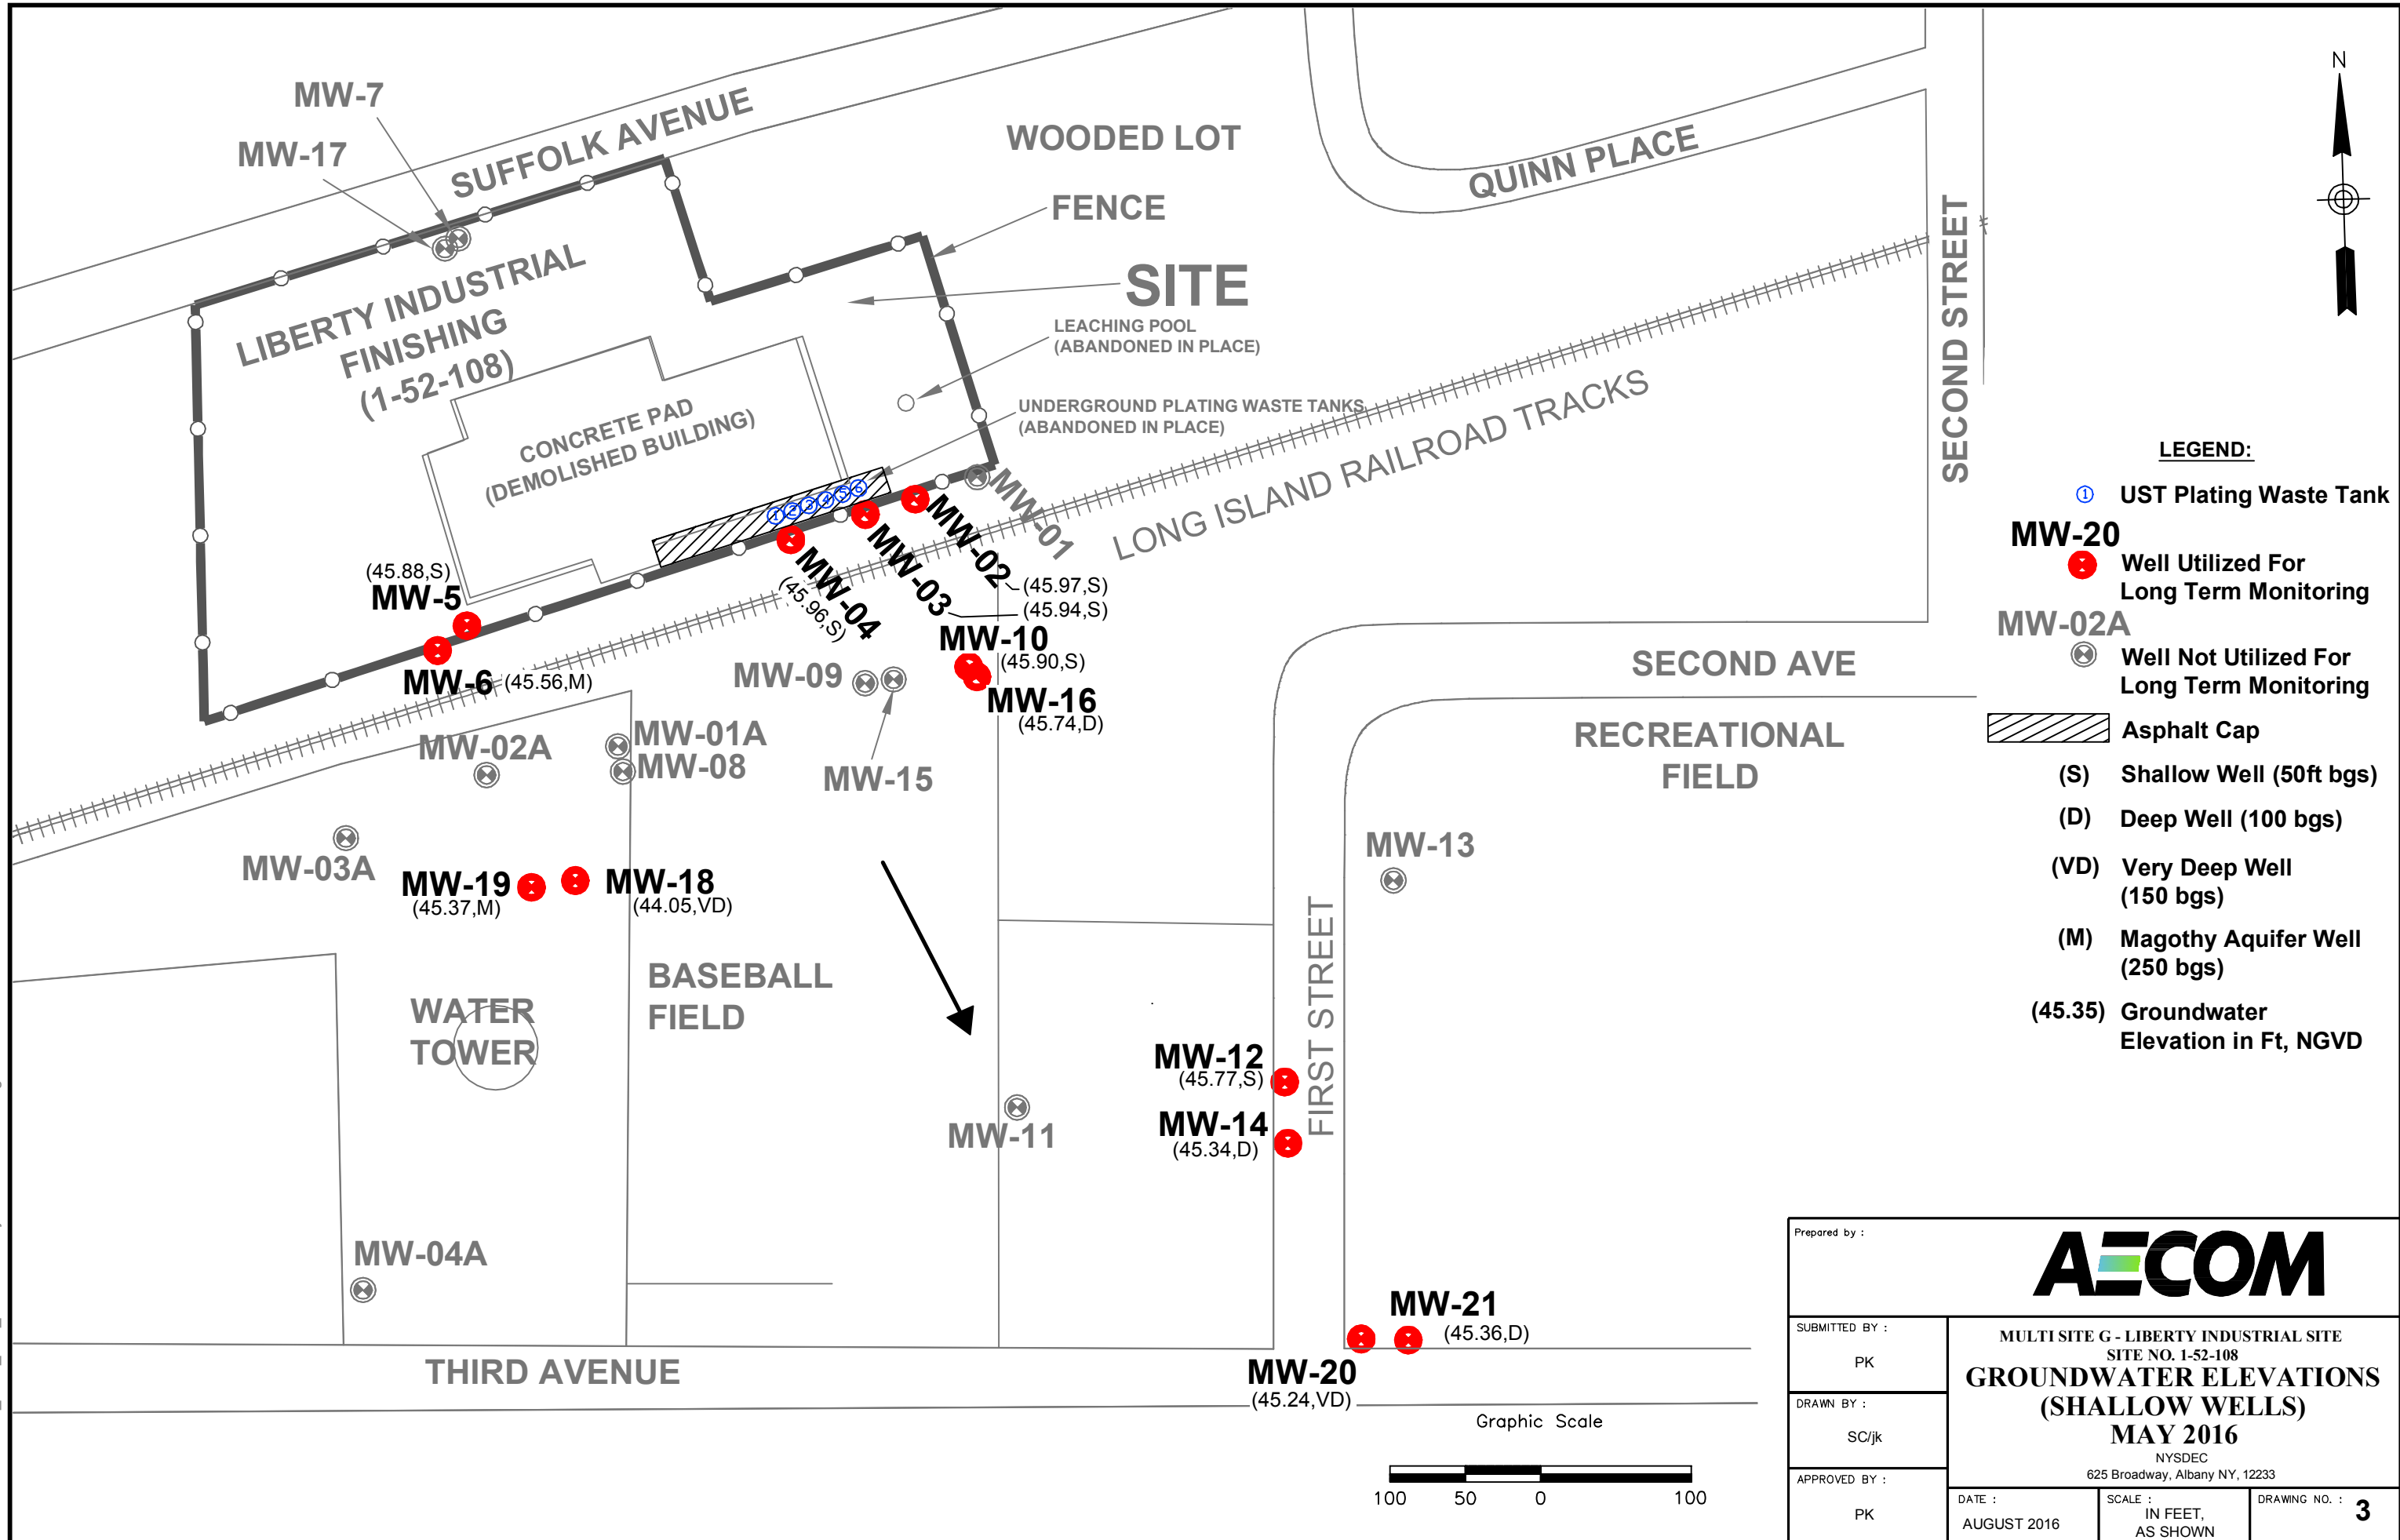 MW-7
MW-17
SUFFOLK AVENUE
WOODED LOT
QUINN PLACE
N
FENCE
SITE
LEACHING POOL
(ABANDONED IN PLACE)
LIBERTY INDUSTRIAL
FINISHING
(1-52-108)
CONCRETE PAD
(DEMOLISHED BUILDING)
UNDERGROUND PLATING WASTE TANKS
(ABANDONED IN PLACE)
1 2 3 4 5 6
LONG ISLAND RAILROAD TRACKS
SECOND STREET
MW-01
MW-02
(45.97,S)
MW-03
(45.94,S)
MW-04
(45.96,S)
(45.88,S)
MW-5
MW-6 (45.56,M)
MW-10
(45.90,S)
MW-09
MW-16
(45.74,D)
MW-15
MW-01A
MW-02A
MW-08
MW-03A
MW-19
(45.37,M)
MW-18
(44.05,VD)
SECOND AVE
RECREATIONAL
FIELD
MW-13
BASEBALL
FIELD
WATER
TOWER
FIRST STREET
MW-12
(45.77,S)
MW-14
(45.34,D)
MW-11
MW-04A
MW-21
(45.36,D)
THIRD AVENUE
MW-20
(45.24,VD)
Graphic Scale
100 50 0 100
LEGEND:
1 UST Plating Waste Tank
MW-20
Well Utilized For
Long Term Monitoring
MW-02A
Well Not Utilized For
Long Term Monitoring
Asphalt Cap
(S) Shallow Well (50ft bgs)
(D) Deep Well (100 bgs)
(VD) Very Deep Well
(150 bgs)
(M) Magothy Aquifer Well
(250 bgs)
(45.35) Groundwater
Elevation in Ft, NGVD
Prepared by :
AECOM
SUBMITTED BY :
PK
DRAWN BY :
SC/jk
APPROVED BY :
PK
MULTI SITE G - LIBERTY INDUSTRIAL SITE
SITE NO. 1-52-108
GROUNDWATER ELEVATIONS
(SHALLOW WELLS)
MAY 2016
NYSDEC
625 Broadway, Albany NY, 12233
DATE :
AUGUST 2016
SCALE :
IN FEET,
AS SHOWN
DRAWING NO. : 3